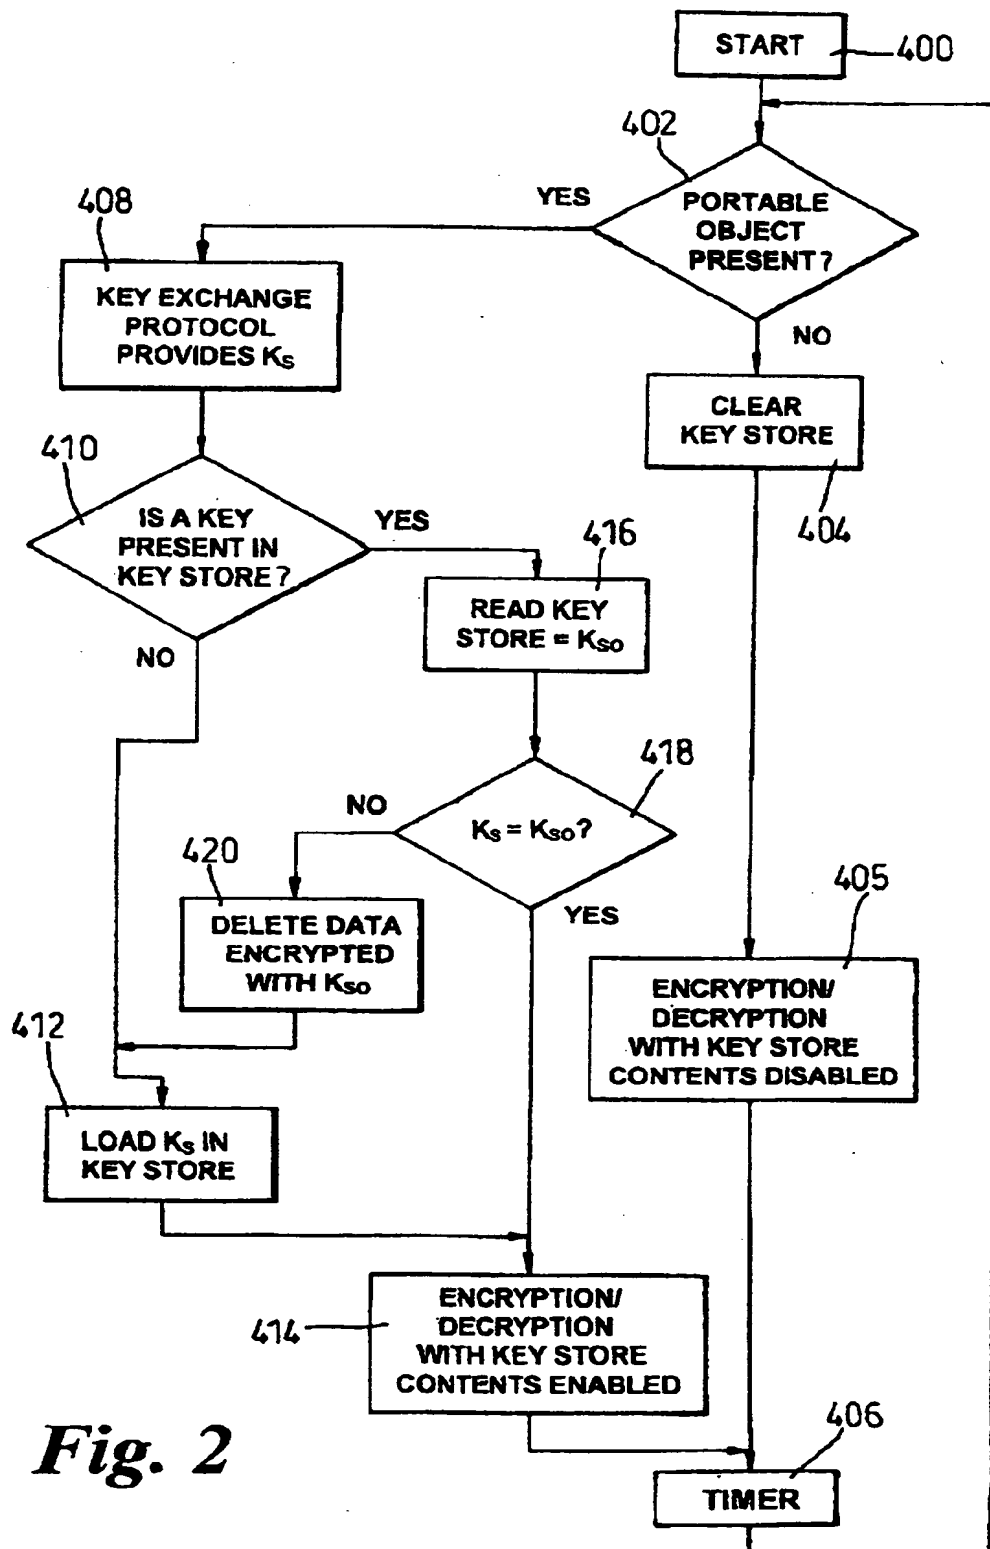 START
400
402
YES
PORTABLE
OBJECT
PRESENT?
NO
408
KEY EXCHANGE
PROTOCOL
PROVIDES KS
CLEAR
KEY STORE
404
410
IS A KEY
PRESENT IN
KEY STORE?
YES
NO
416
READ KEY
STORE = KSO
418
KS = KSO?
NO
YES
420
DELETE DATA
ENCRYPTED
WITH KSO
405
ENCRYPTION/
DECRYPTION
WITH KEY STORE
CONTENTS DISABLED
412
LOAD KS IN
KEY STORE
414
ENCRYPTION/
DECRYPTION
WITH KEY STORE
CONTENTS ENABLED
406
TIMER
Fig. 2